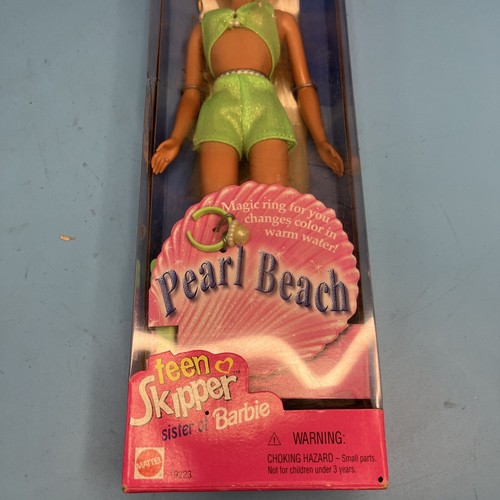 Magic ring for you
changes color in
warm water!
Pearl Beach
teen
Skipper
sister of Barbie
WARNING:
CHOKING HAZARD – Small parts.
Not for children under 3 years.
MATTEL